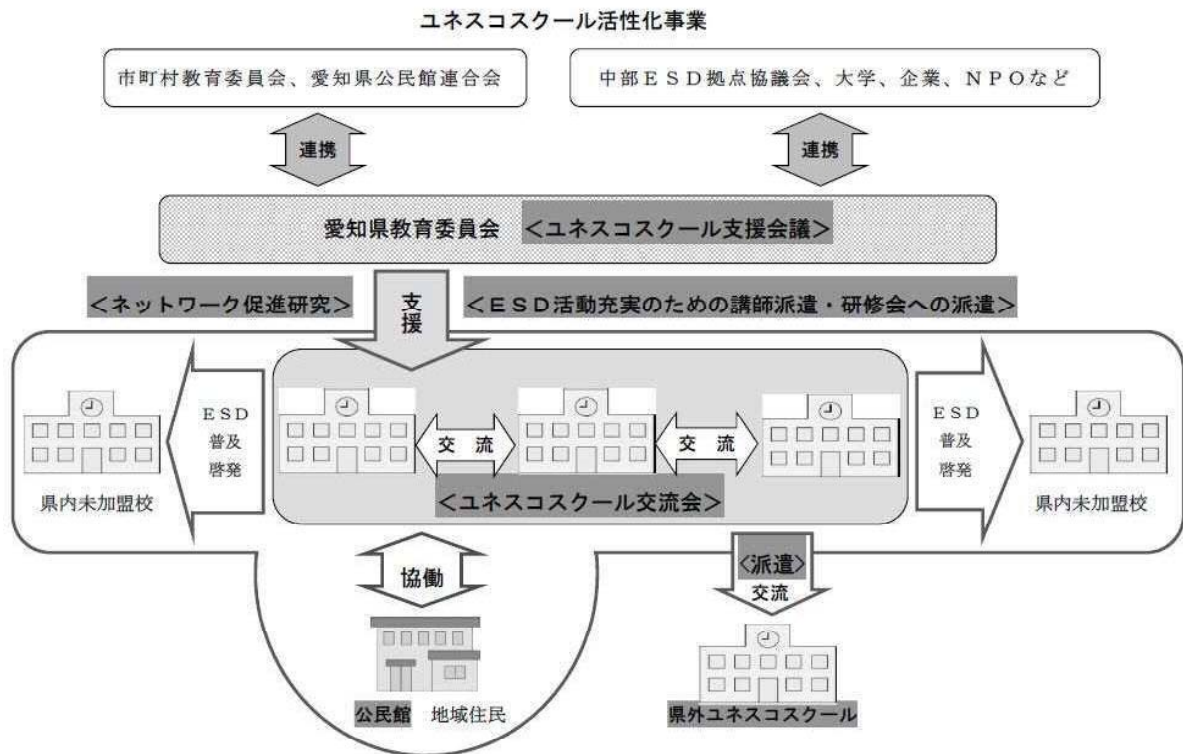 ユネスコスクール活性化事業
市町村教育委員会、愛知県公民館連合会
中部ESD拠点協議会、大学、企業、NPOなど
連携
連携
愛知県教育委員会 <ユネスコスクール支援会議>
<ネットワーク促進研究>
支援
<ESD活動充実のための講師派遣・研修会への派遣>
ESD
普及
啓発
県内未加盟校
交 流
交 流
<ユネスコスクール交流会>
ESD
普及
啓発
県内未加盟校
協働
公民館 地域住民
<派遣>
交流
県外ユネスコスクール